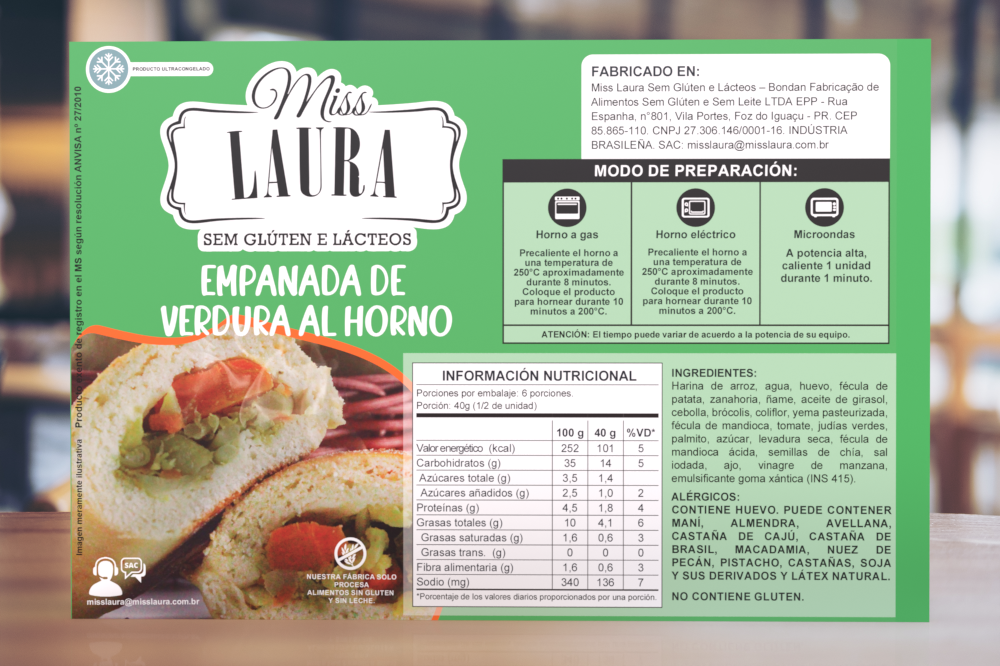 PRODUCTO ULTRACONGELADO
Miss
LAURA
SEM GLÚTEN E LÁCTEOS
EMPANADA DE
VERDURA AL HORNO
FABRICADO EN:
Miss Laura Sem Glúten e Lácteos – Bondan Fabricação de
Alimentos Sem Glúten e Sem Leite LTDA EPP - Rua
Espanha, n°801, Vila Portes, Foz do Iguaçu - PR. CEP
85.865-110. CNPJ 27.306.146/0001-16. INDÚSTRIA
BRASILEÑA. SAC: misslaura@misslaura.com.br
MODO DE PREPARACIÓN:
Horno a gas
Precaliente el horno a
una temperatura de
250°C aproximadamente
durante 8 minutos.
Coloque el producto
para hornear durante 10
minutos a 200°C.
Horno eléctrico
Precaliente el horno a
una temperatura de
250°C aproximadamente
durante 8 minutos.
Coloque el producto
para hornear durante 10
minutos a 200°C.
Microondas
A potencia alta,
caliente 1 unidad
durante 1 minuto.
ATENCIÓN: El tiempo puede variar de acuerdo a la potencia de su equipo.
INFORMACIÓN NUTRICIONAL
Porciones por embalaje: 6 porciones.
Porción: 40g (1/2 de unidad)
100 g 40 g %VD*
Valor energético (kcal) 252 101 5
Carbohidratos (g) 35 14 5
Azúcares totale (g) 3,5 1,4
Azúcares añadidos (g) 2,5 1,0 2
Proteínas (g) 4,5 1,8 4
Grasas totales (g) 10 4,1 6
Grasas saturadas (g) 1,6 0,6 3
Grasas trans. (g) 0 0 0
Fibra alimentaria (g) 1,6 0,6 3
Sodio (mg) 340 136 7
*Porcentaje de los valores diarios proporcionados por una porción.
INGREDIENTES:
Harina de arroz, agua, huevo, fécula de
patata, zanahoria, ñame, aceite de girasol,
cebolla, brócolis, coliflor, yema pasteurizada,
fécula de mandioca, tomate, judías verdes,
palmito, azúcar, levadura seca, fécula de
mandioca ácida, semillas de chía, sal
iodada, ajo, vinagre de manzana,
emulsificante goma xántica (INS 415).
ALÉRGICOS:
CONTIENE HUEVO. PUEDE CONTENER
MANÍ, ALMENDRA, AVELLANA,
CASTAÑA DE CAJÚ, CASTAÑA DE
BRASIL, MACADAMIA, NUEZ DE
PECÁN, PISTACHO, CASTAÑAS, SOJA
Y SUS DERIVADOS Y LÁTEX NATURAL.
NO CONTIENE GLUTEN.
Imagen meramente ilustrativa
de registro en el MS según resolución ANVISA nº 27/2010
SAC
misslaura@misslaura.com.br
NUESTRA FÁBRICA SOLO
PROCESA
ALIMENTOS SIN GLUTEN
Y SIN LECHE.